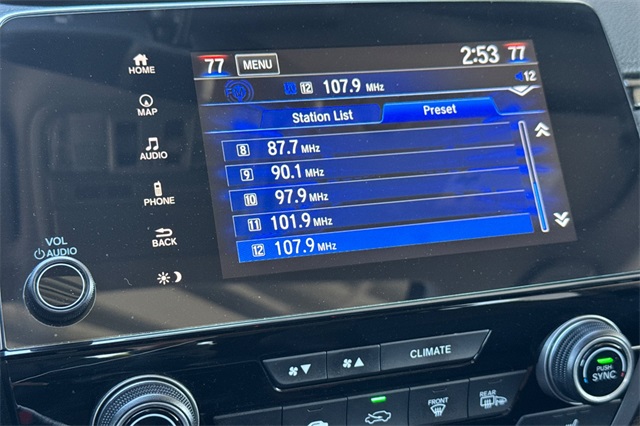 77 MENU 2:53 77
12 107.9 MHz 12
Station List Preset
8 87.7 MHz
9 90.1 MHz
10 97.9 MHz
11 101.9 MHz
12 107.9 MHz
HOME
MAP
AUDIO
PHONE
BACK
VOL
AUDIO
CLIMATE
FRONT
REAR
PUSH
SYNC